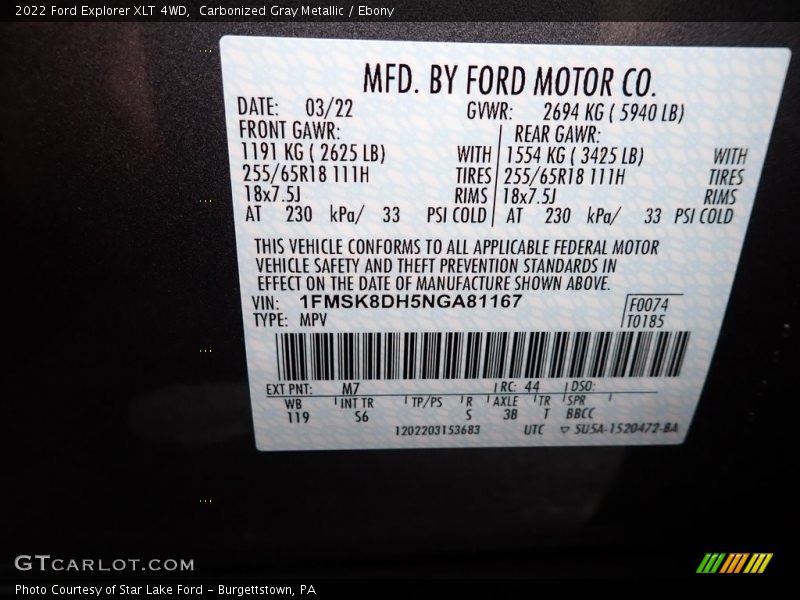 2022 Ford Explorer XLT 4WD, Carbonized Gray Metallic / Ebony
MFD. BY FORD MOTOR CO.
DATE: 03/22 GVWR: 2694 KG ( 5940 LB)
FRONT GAWR: REAR GAWR:
1191 KG ( 2625 LB) WITH 1554 KG ( 3425 LB) WITH
255/65R18 111H TIRES 255/65R18 111H TIRES
18x7.5J RIMS 18x7.5J RIMS
AT 230 kPa/ 33 PSI COLD AT 230 kPa/ 33 PSI COLD
THIS VEHICLE CONFORMS TO ALL APPLICABLE FEDERAL MOTOR
VEHICLE SAFETY AND THEFT PREVENTION STANDARDS IN
EFFECT ON THE DATE OF MANUFACTURE SHOWN ABOVE.
VIN: 1FMSK8DH5NGA81167 F0074
TYPE: MPV T0185
EXT PNT: M7 RC: 44 DSO:
WB INT TR TP/PS R AXLE TR SPR
119 S6 S 3B T BBCC
1202203153683 UTC ▽ 5U5A-1520472-BA
GTCARLOT.COM
Photo Courtesy of Star Lake Ford - Burgettstown, PA